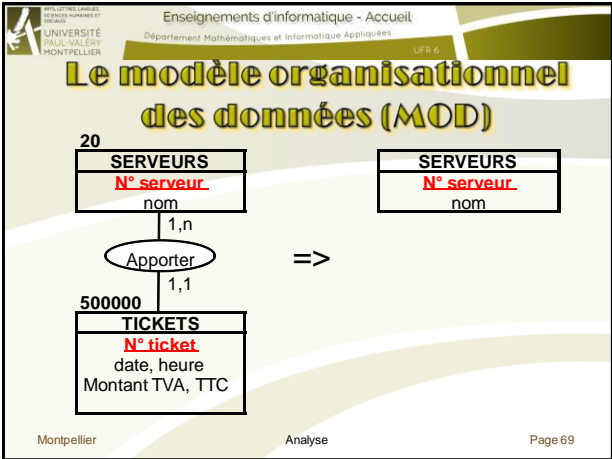 ARTS, LETTRES, LANGUES,
SCIENCES HUMAINES ET
SOCIALES
UNIVERSITÉ
PAUL-VALÉRY
MONTPELLIER
Enseignements d'informatique - Accueil
Département Mathématiques et Informatique Appliquées
UFR 6
Le modèle organisationnel
des données (MOD)
20
SERVEURS
N° serveur
nom
1,n
Apporter
1,1
500000
TICKETS
N° ticket
date, heure
Montant TVA, TTC
=>
SERVEURS
N° serveur
nom
Montpellier
Analyse
Page 69